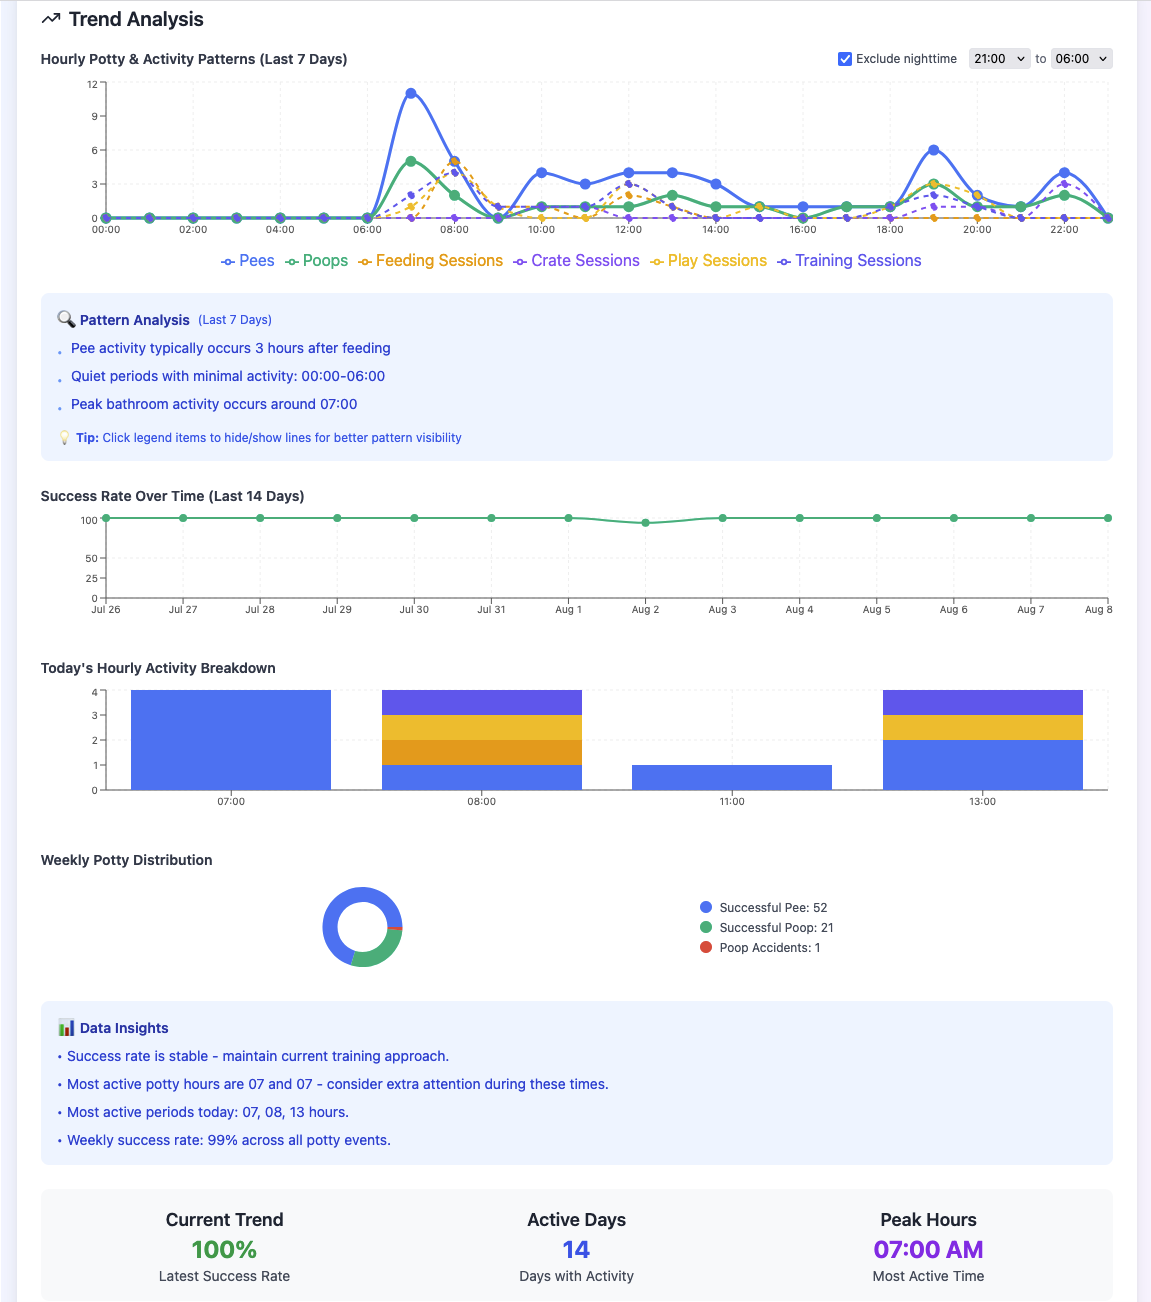 Trend Analysis
Hourly Potty & Activity Patterns (Last 7 Days)
Exclude nighttime 21:00 to 06:00
12
9
6
3
0
00:00 02:00 04:00 06:00 08:00 10:00 12:00 14:00 16:00 18:00 20:00 22:00
Pees Poops Feeding Sessions Crate Sessions Play Sessions Training Sessions
Pattern Analysis (Last 7 Days)
• Pee activity typically occurs 3 hours after feeding
• Quiet periods with minimal activity: 00:00-06:00
• Peak bathroom activity occurs around 07:00
Tip: Click legend items to hide/show lines for better pattern visibility
Success Rate Over Time (Last 14 Days)
100
50
25
0
Jul 26 Jul 27 Jul 28 Jul 29 Jul 30 Jul 31 Aug 1 Aug 2 Aug 3 Aug 4 Aug 5 Aug 6 Aug 7 Aug 8
Today's Hourly Activity Breakdown
4
3
2
1
0
07:00 08:00 11:00 13:00
Weekly Potty Distribution
Successful Pee: 52
Successful Poop: 21
Poop Accidents: 1
Data Insights
• Success rate is stable - maintain current training approach.
• Most active potty hours are 07 and 07 - consider extra attention during these times.
• Most active periods today: 07, 08, 13 hours.
• Weekly success rate: 99% across all potty events.
Current Trend Active Days Peak Hours
100% 14 07:00 AM
Latest Success Rate Days with Activity Most Active Time